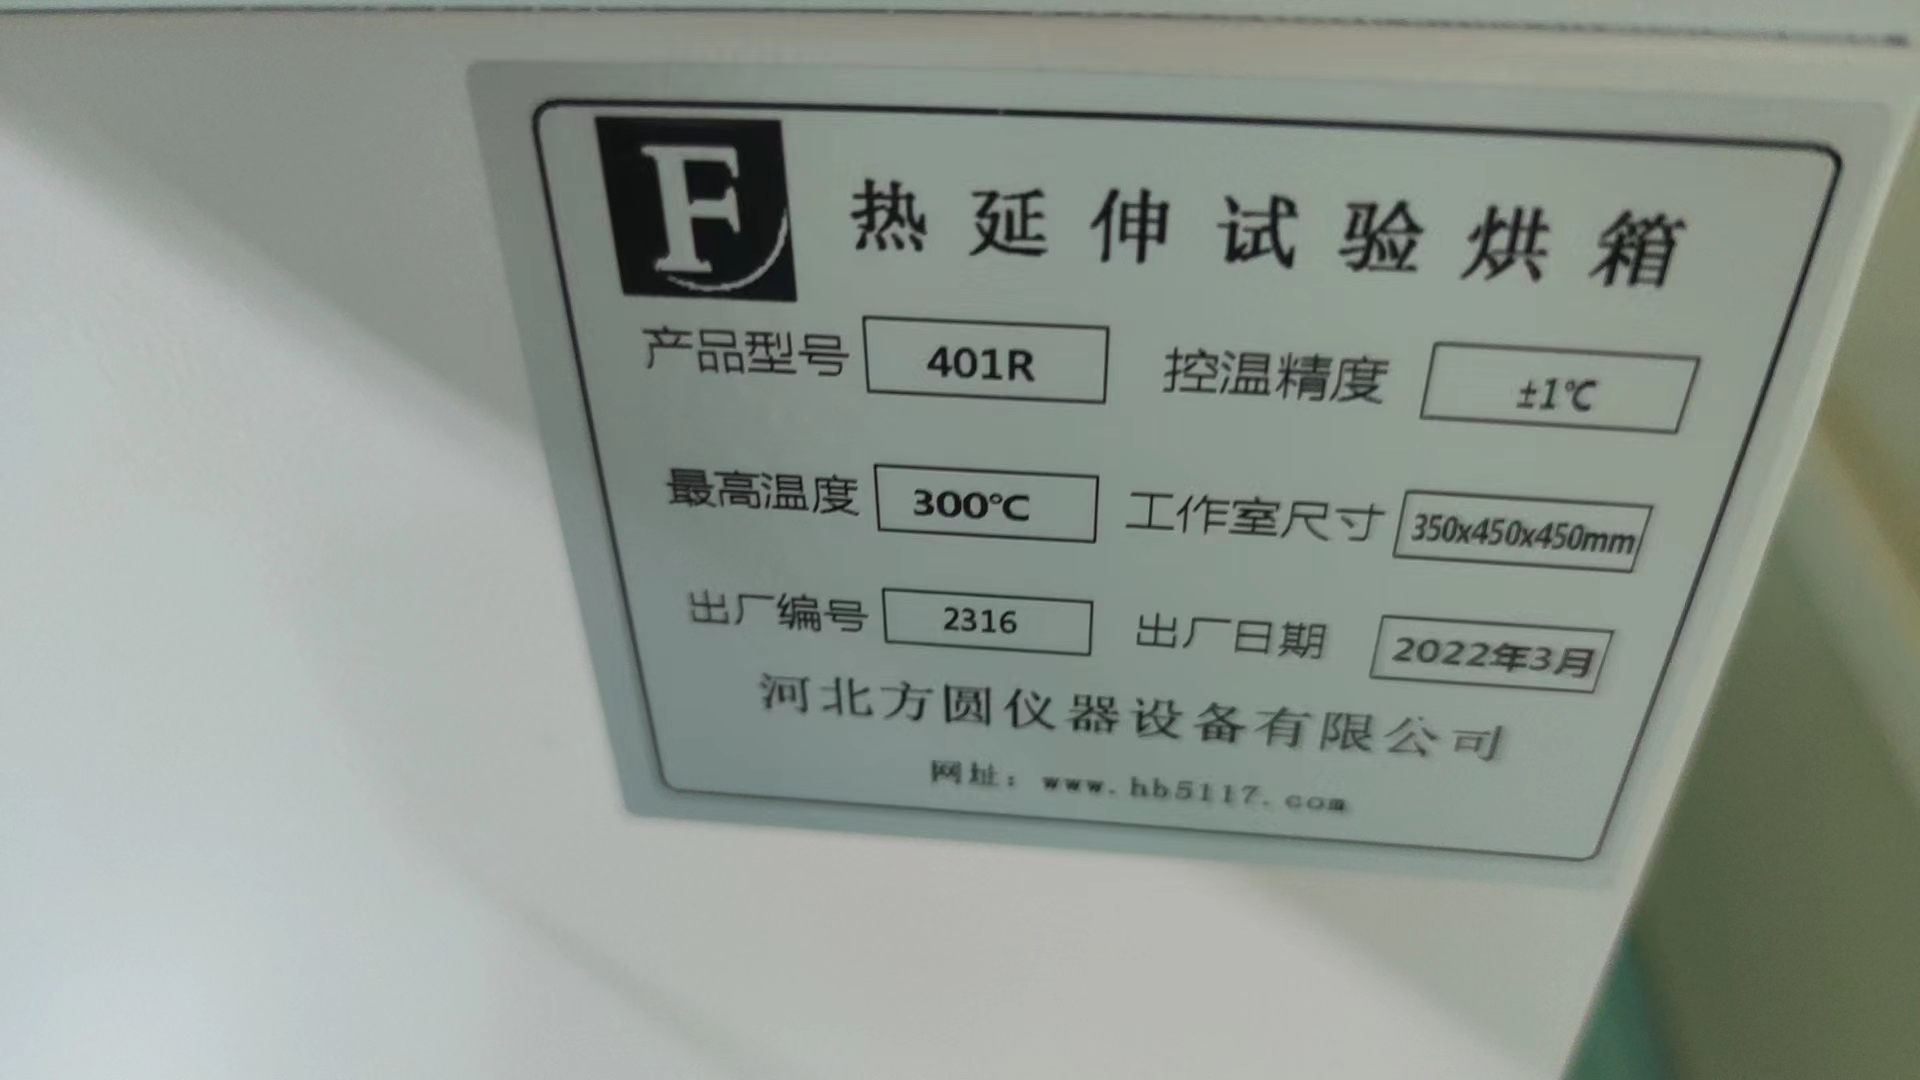 F 热延伸试验烘箱
产品型号 401R 控温精度 ±1℃
最高温度 300℃ 工作室尺寸 350x450x450mm
出厂编号 2316 出厂日期 2022年3月
河北方圆仪器设备有限公司
网址：www.hb5117.com